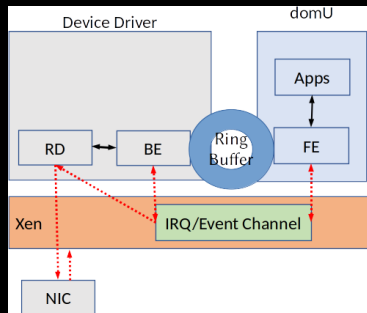 Device Driver
domU
Apps
RD
BE
Ring
Buffer
FE
Xen
IRQ/Event Channel
NIC